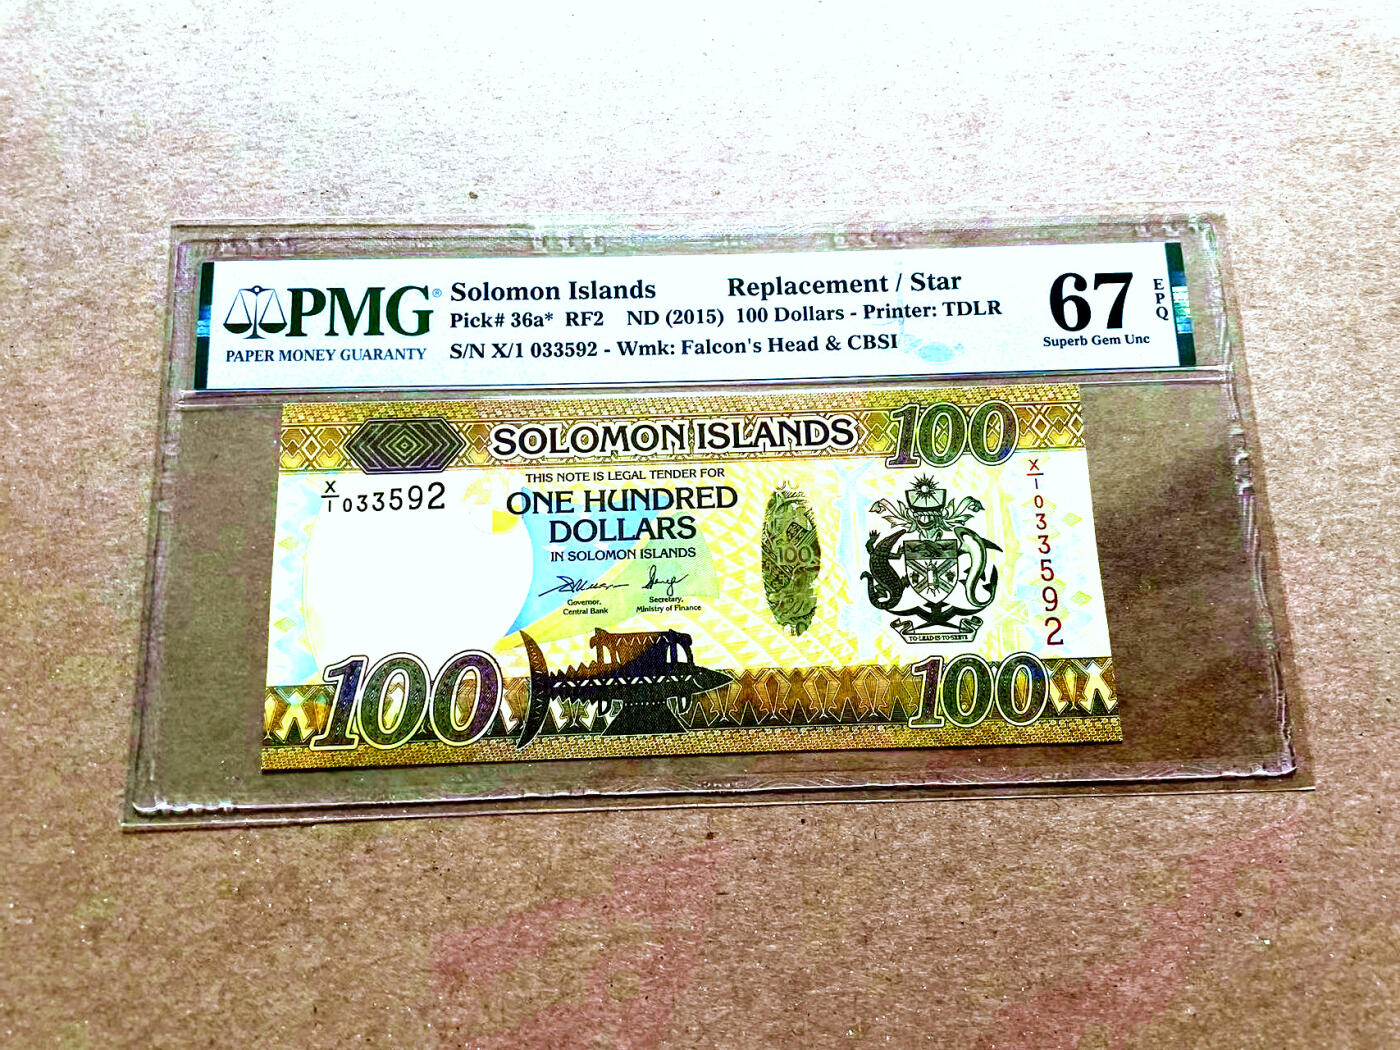 PMG®
PAPER MONEY GUARANTY
Solomon Islands Replacement / Star
Pick# 36a* RF2 ND (2015) 100 Dollars - Printer: TDLR
S/N X/1 033592 - Wmk: Falcon's Head & CBSI
67
Superb Gem Unc
EPQ
SOLOMON ISLANDS
100
X/1 033592
THIS NOTE IS LEGAL TENDER FOR
ONE HUNDRED
DOLLARS
IN SOLOMON ISLANDS
Governor,
Central Bank
Secretary,
Ministry of Finance
100
X/1 033592
TO LEAD IS TO SERVE
100
100